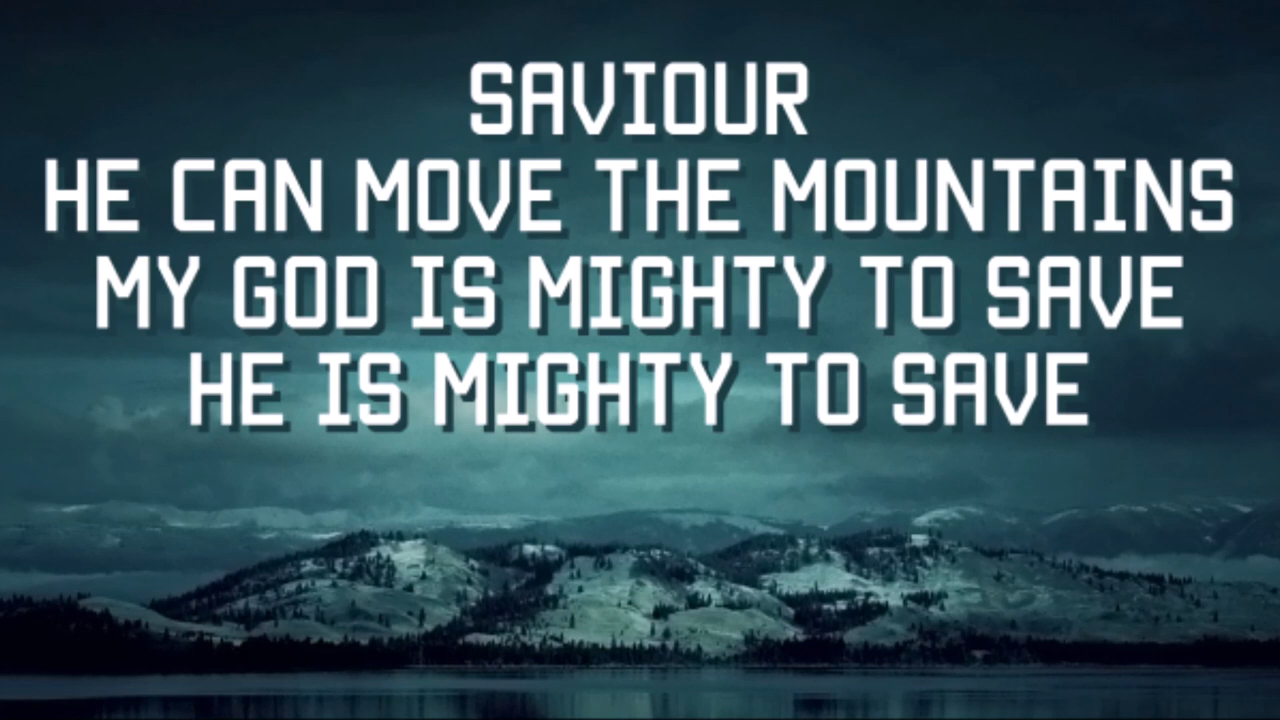 SAVIOUR
HE CAN MOVE THE MOUNTAINS
MY GOD IS MIGHTY TO SAVE
HE IS MIGHTY TO SAVE